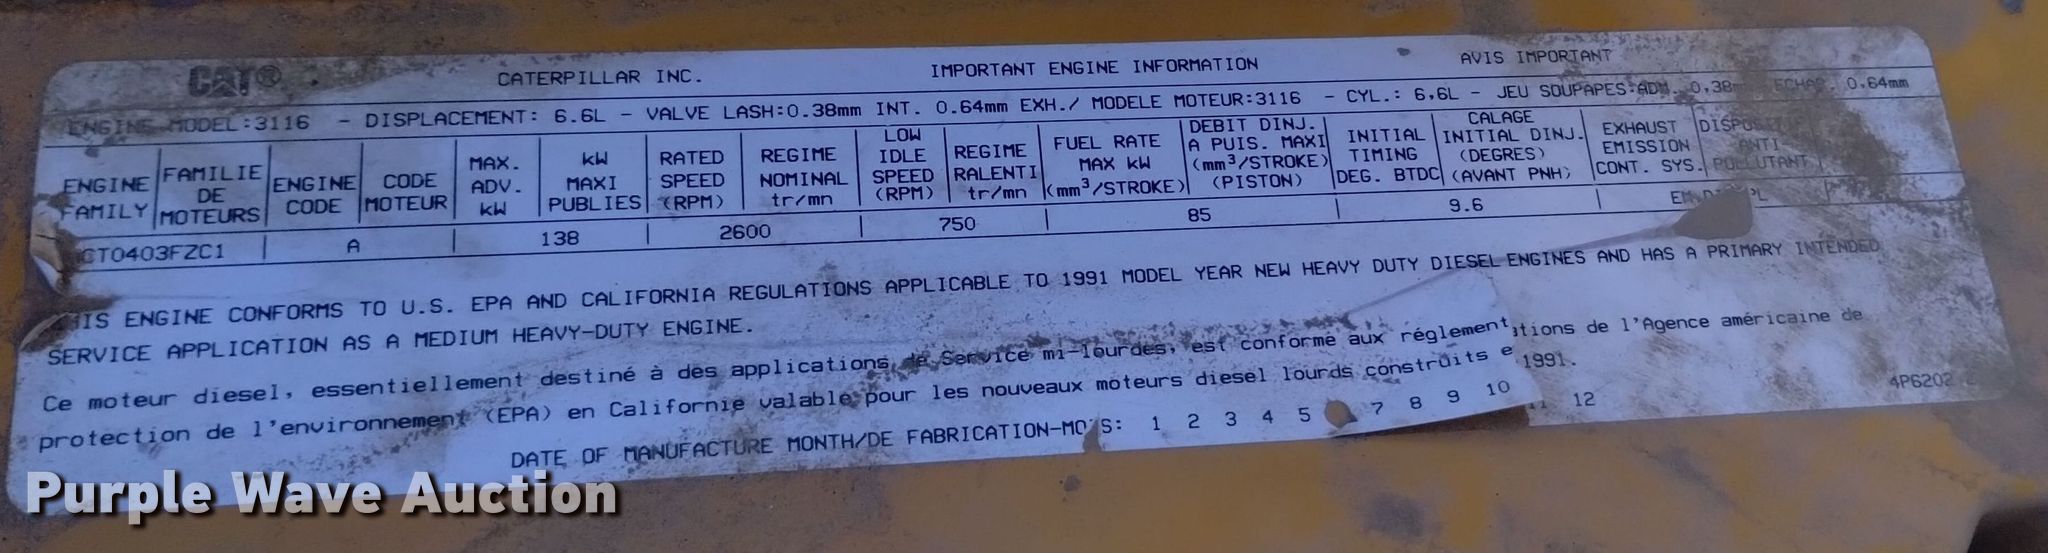 CAT®
CATERPILLAR INC. IMPORTANT ENGINE INFORMATION AVIS IMPORTANT
ENGINE MODEL:3116 - DISPLACEMENT: 6.6L - VALVE LASH:0.38mm INT. 0.64mm EXH./ MODELE MOTEUR:3116 - CYL.: 6,6L - JEU SOUPAPES:ADM. 0,38mm ECHAP. 0,64mm
ENGINE FAMILY
FAMILIE DE MOTEURS
ENGINE CODE
CODE MOTEUR
MAX. ADV. kW
kW MAXI PUBLIES
RATED SPEED (RPM)
REGIME NOMINAL tr/mn
LOW IDLE SPEED (RPM)
REGIME RALENTI tr/mn
FUEL RATE MAX kW (mm³/STROKE)
DEBIT DINJ. A PUIS. MAXI (mm³/STROKE) (PISTON)
INITIAL TIMING DEG. BTDC
CALAGE INITIAL DINJ. (DEGRES) (AVANT PNH)
EXHAUST EMISSION CONT. SYS.
ANTI-POLLUTANT
CT0403FZC1 A 138 2600 750 85 9.6
THIS ENGINE CONFORMS TO U.S. EPA AND CALIFORNIA REGULATIONS APPLICABLE TO 1991 MODEL YEAR NEW HEAVY DUTY DIESEL ENGINES AND HAS A PRIMARY INTENDED
SERVICE APPLICATION AS A MEDIUM HEAVY-DUTY ENGINE.
Ce moteur diesel, essentiellement destiné à des applications de Service mi-lourdes, est conforme aux réglementations de l'Agence américaine de
protection de l'environnement (EPA) en Californie valable pour les nouveaux moteurs diesel lourds construits e 1991.
4P6202
DATE OF MANUFACTURE MONTH/DE FABRICATION-MOIS: 1 2 3 4 5 7 8 9 10 11 12
Purple Wave Auction